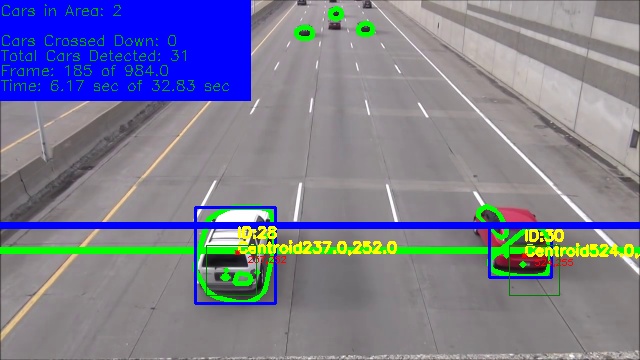 Cars in Area: 2
Cars Crossed Down: 0
Total Cars Detected: 31
Frame: 185 of 984.0
Time: 6.17 sec of 32.83 sec
ID:28
Centroid237.0,252.0
ID:30
Centroid524.0,